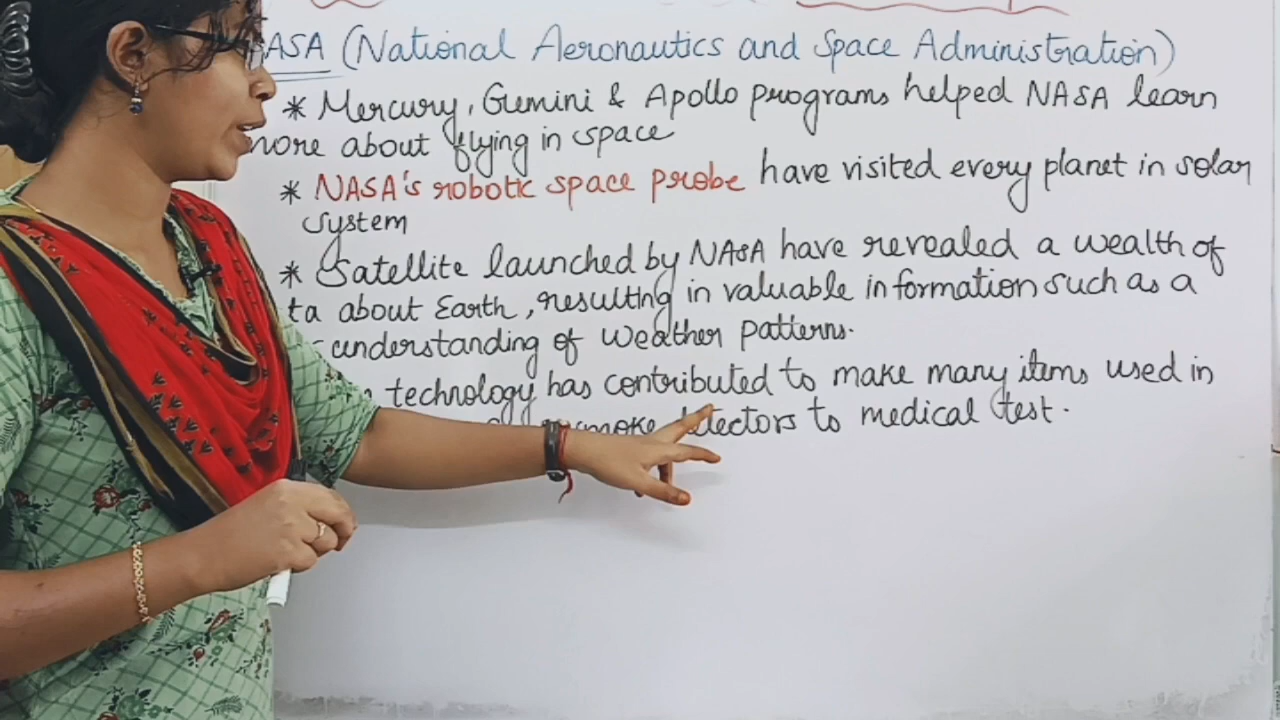 ASA (National Aeronautics and Space Administration)
* Mercury, Gemini & Apollo programs helped NASA learn
more about flying in space
* NASA's robotic space probe have visited every planet in solar
system
* Satellite launched by NASA have revealed a wealth of
ta about Earth, resulting in valuable information such as a
understanding of weather patterns.
technology has contributed to make many items used in
smoke detectors to medical test.